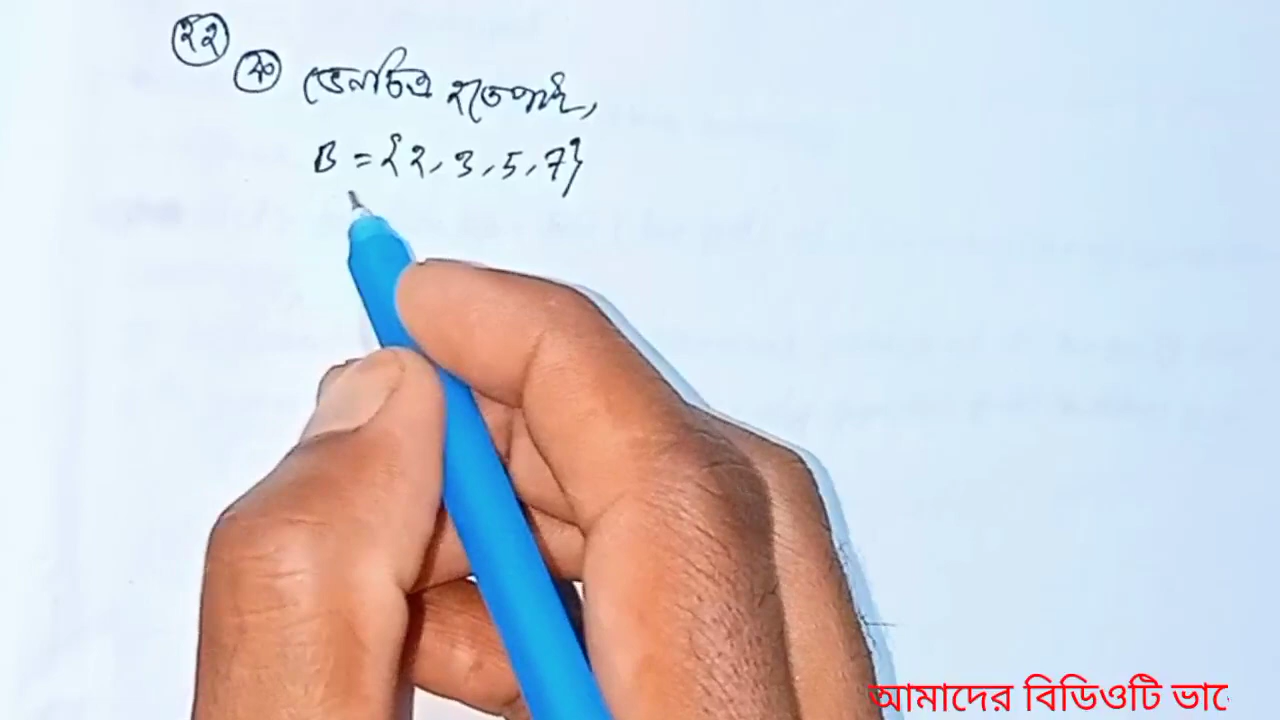 ২২
ক ভেনচিত্র হতে পাই,
B = {2, 3, 5, 7}
আমাদের বিডিওটি ভা